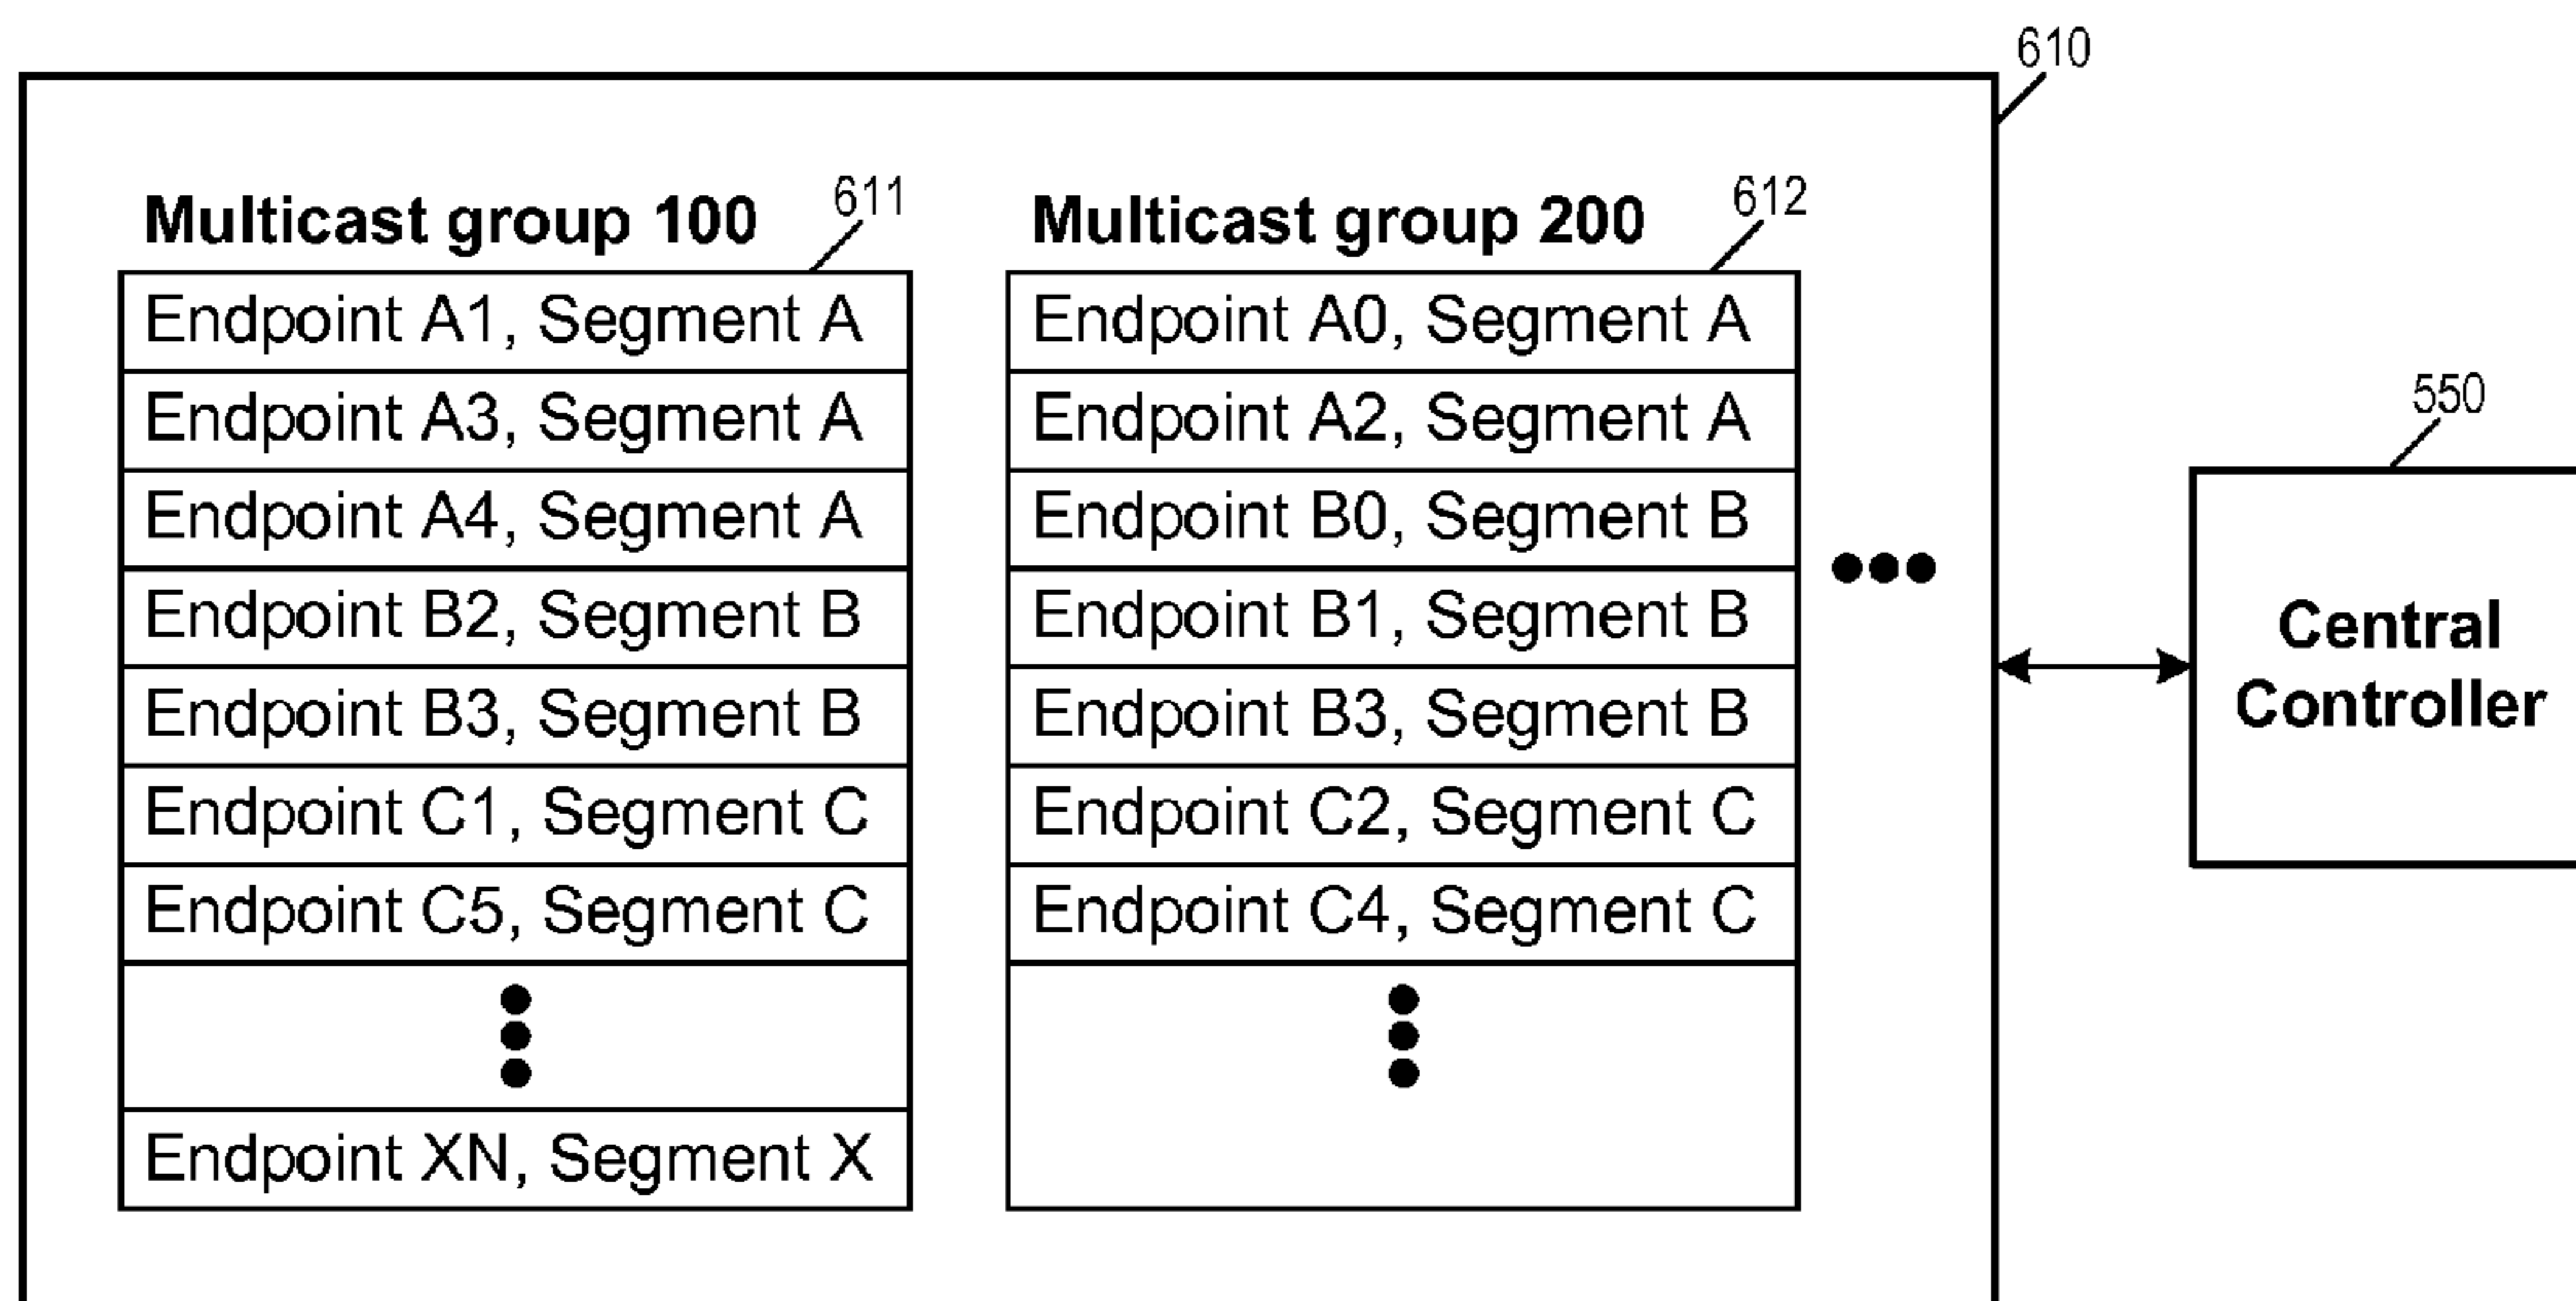 610
Multicast group 100
611
Endpoint A1, Segment A
Endpoint A3, Segment A
Endpoint A4, Segment A
Endpoint B2, Segment B
Endpoint B3, Segment B
Endpoint C1, Segment C
Endpoint C5, Segment C
Endpoint XN, Segment X
Multicast group 200
612
Endpoint A0, Segment A
Endpoint A2, Segment A
Endpoint B0, Segment B
Endpoint B1, Segment B
Endpoint B3, Segment B
Endpoint C2, Segment C
Endpoint C4, Segment C
550
Central
Controller